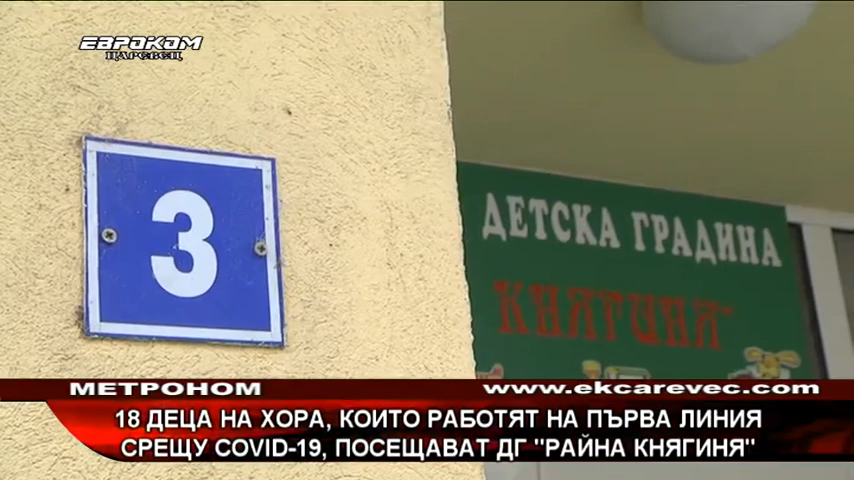 ЕВРОКОМ
ЦАРЕВЕЦ
3
ДЕТСКА ГРАДИНА
КНЯГИНЯ
МЕТРОНОМ
www.ekcarevec.com
18 ДЕЦА НА ХОРА, КОИТО РАБОТЯТ НА ПЪРВА ЛИНИЯ
СРЕЩУ COVID-19, ПОСЕЩАВАТ ДГ "РАЙНА КНЯГИНЯ"